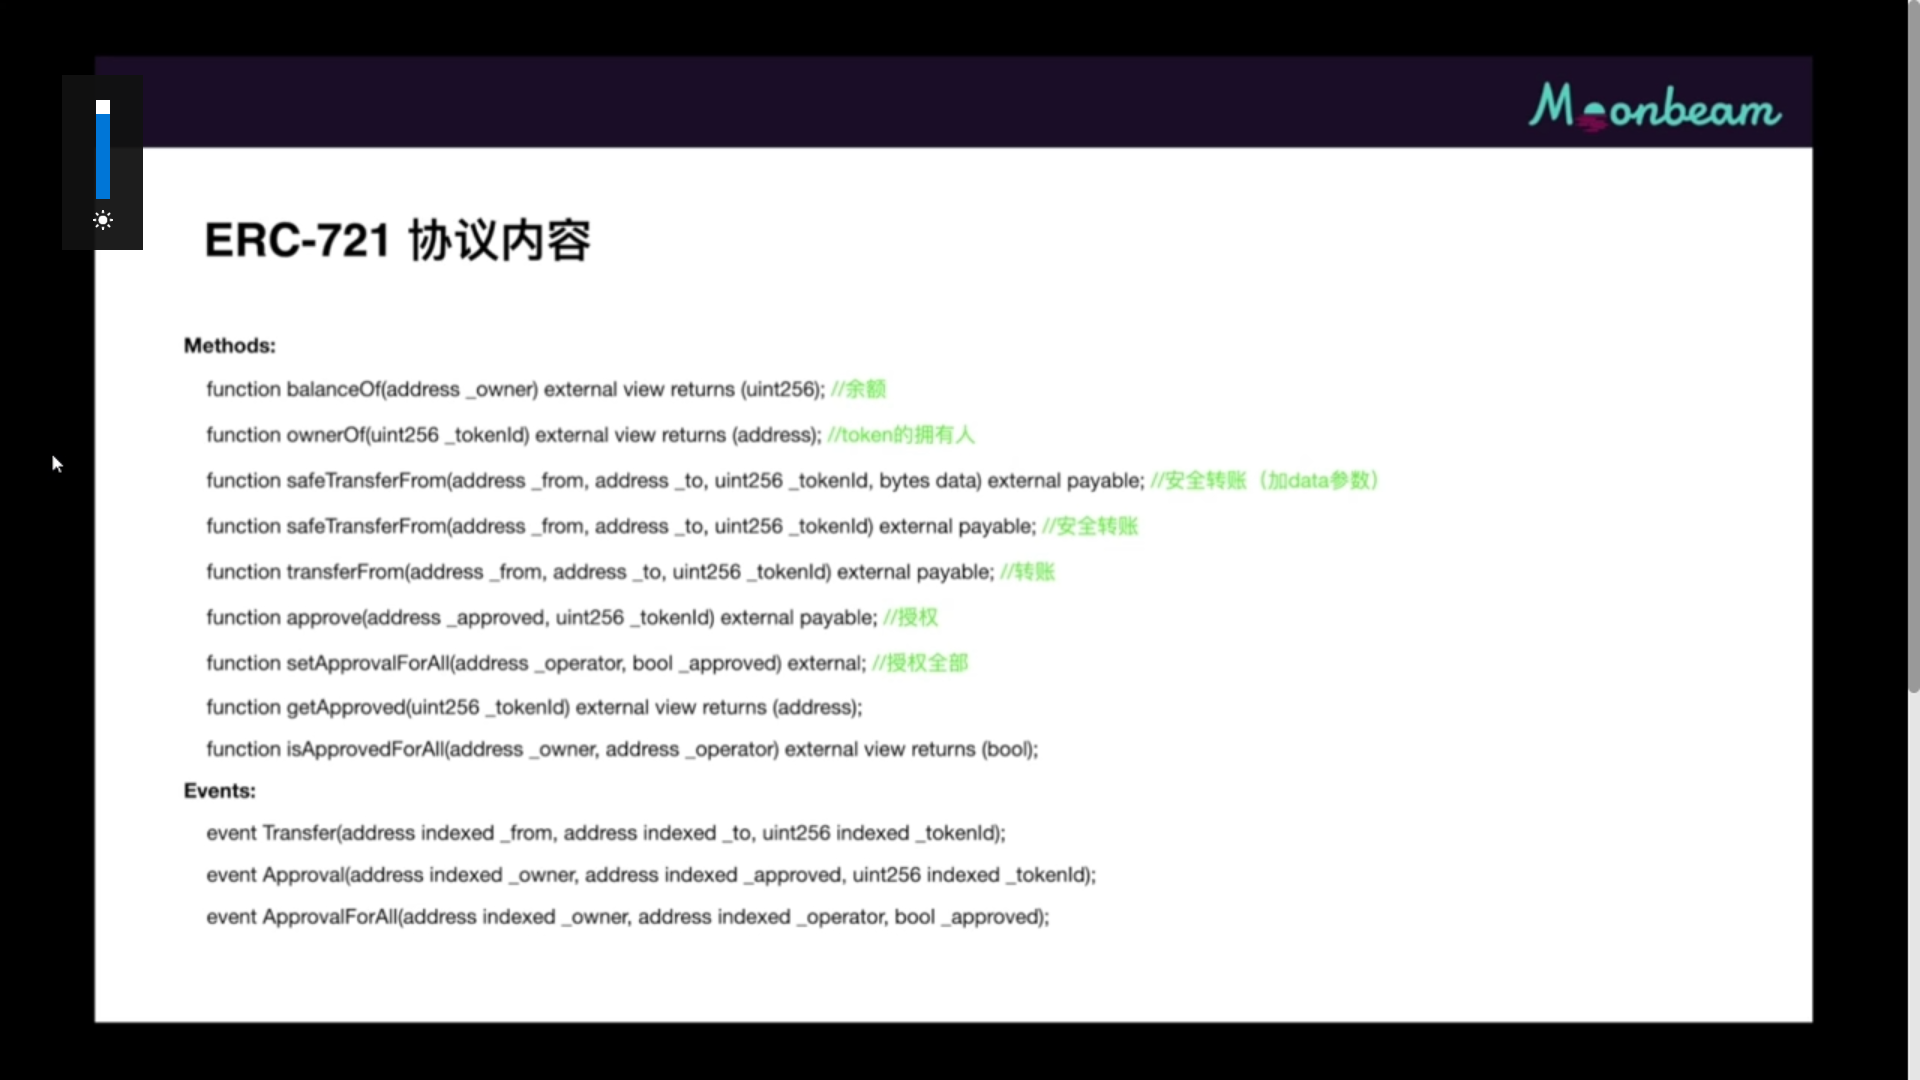 Moonbeam
ERC-721 协议内容
Methods:
function balanceOf(address _owner) external view returns (uint256); //余额
function ownerOf(uint256 _tokenId) external view returns (address); //token的拥有人
function safeTransferFrom(address _from, address _to, uint256 _tokenId, bytes data) external payable; //安全转账（加data参数）
function safeTransferFrom(address _from, address _to, uint256 _tokenId) external payable; //安全转账
function transferFrom(address _from, address _to, uint256 _tokenId) external payable; //转账
function approve(address _approved, uint256 _tokenId) external payable; //授权
function setApprovalForAll(address _operator, bool _approved) external; //授权全部
function getApproved(uint256 _tokenId) external view returns (address);
function isApprovedForAll(address _owner, address _operator) external view returns (bool);
Events:
event Transfer(address indexed _from, address indexed _to, uint256 indexed _tokenId);
event Approval(address indexed _owner, address indexed _approved, uint256 indexed _tokenId);
event ApprovalForAll(address indexed _owner, address indexed _operator, bool _approved);